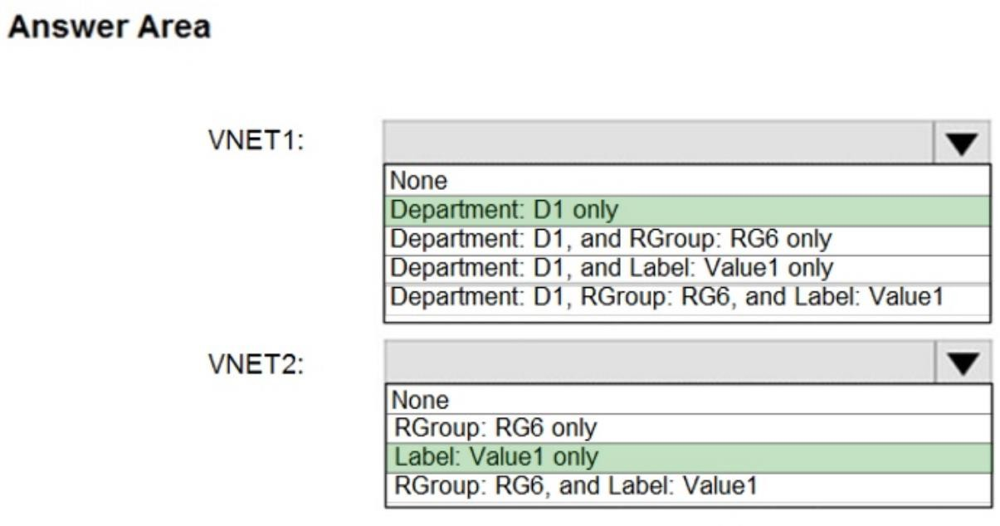 Answer Area
VNET1:
None
Department: D1 only
Department: D1, and RGroup: RG6 only
Department: D1, and Label: Value1 only
Department: D1, RGroup: RG6, and Label: Value1
VNET2:
None
RGroup: RG6 only
Label: Value1 only
RGroup: RG6, and Label: Value1